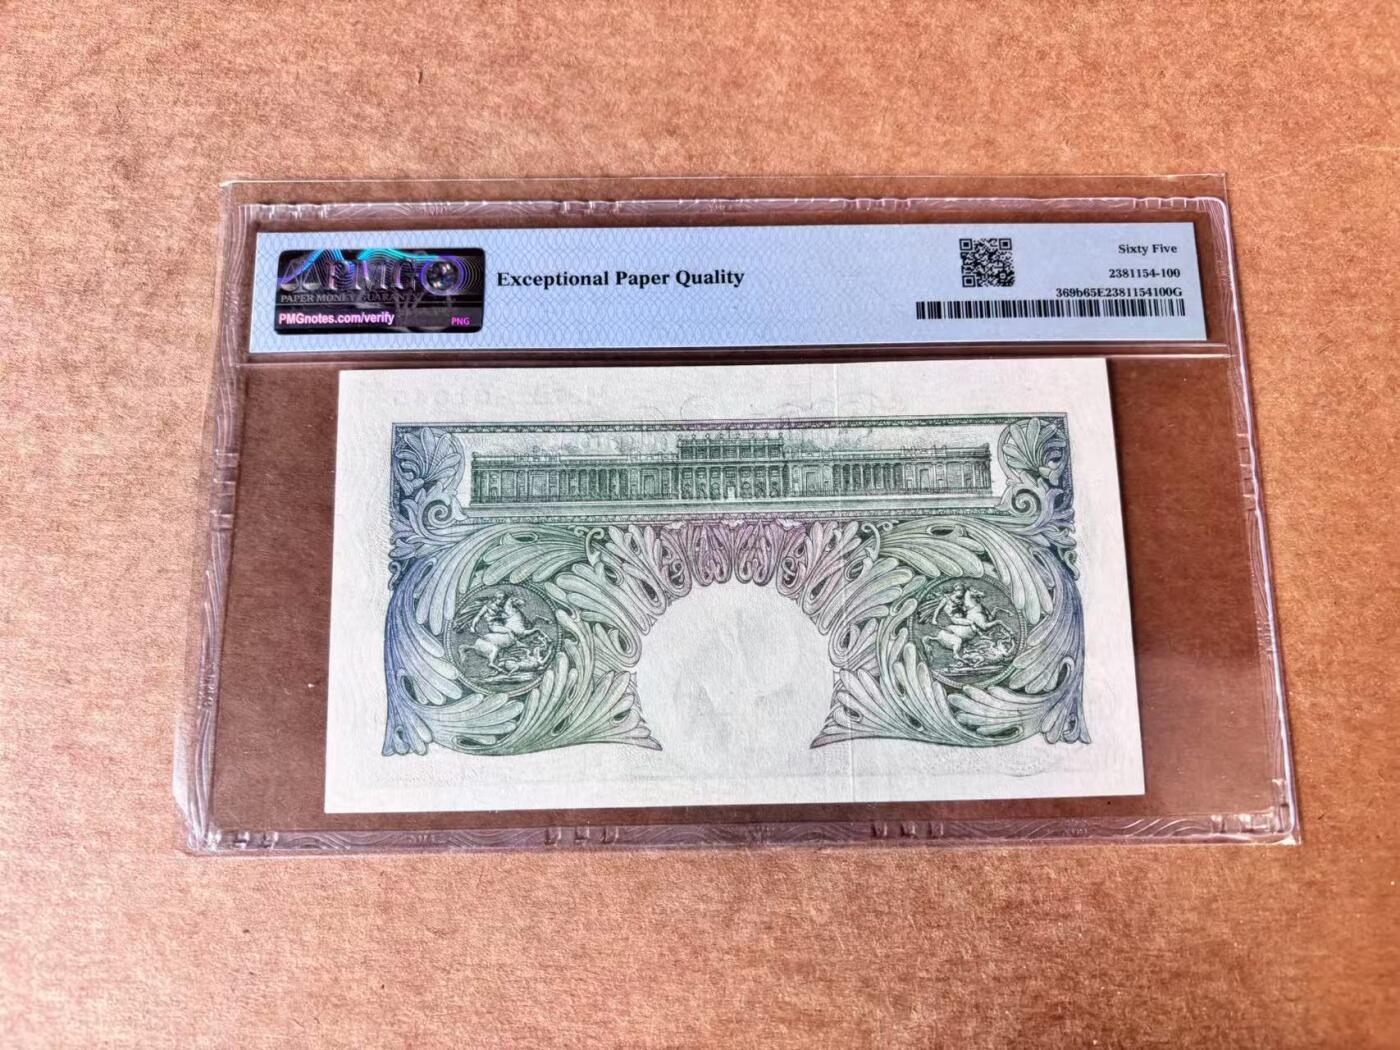 PMG
PAPER MONEY GUARANTY
PMGnotes.com/verify
PNG
Exceptional Paper Quality
Sixty Five
2381154-100
369b65E2381154100G